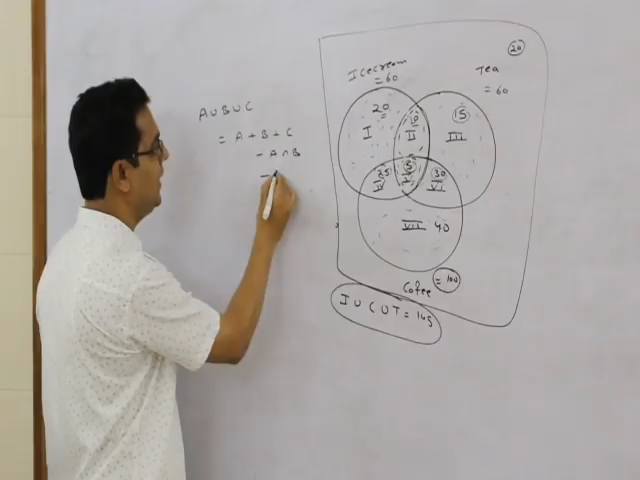 A∪B∪C
= A + B + C
- A ∩ B
-
20
Icecream
= 60
Tea
= 60
20
I
10
II
15
III
25
IV
5
V
30
VI
VII 40
Cofee = 100
I ∪ C ∪ T = 145